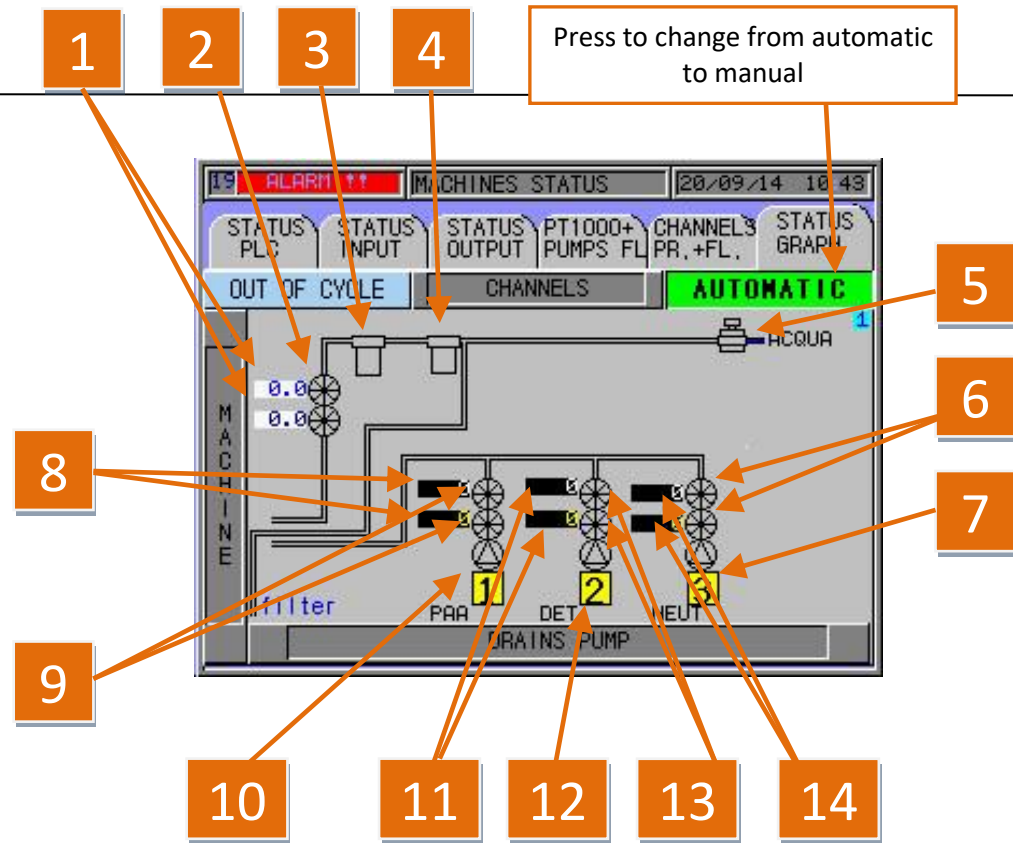 1
2
3
4
Press to change from automatic
to manual
19 ALARM !! MACHINES STATUS 20/09/14 10:43
STATUS PLC
STATUS INPUT
STATUS OUTPUT
PT1000+ PUMPS FL
CHANNELS PR.+FL.
STATUS GRAPH
OUT OF CYCLE CHANNELS AUTOMATIC
5
1
ACQUA
0.0
0.0
MACHINE
6
8
0 0 0
0 0 0
7
1 2 3
filter
PAA DET NEUT
DRAINS PUMP
9
10
11
12
13
14